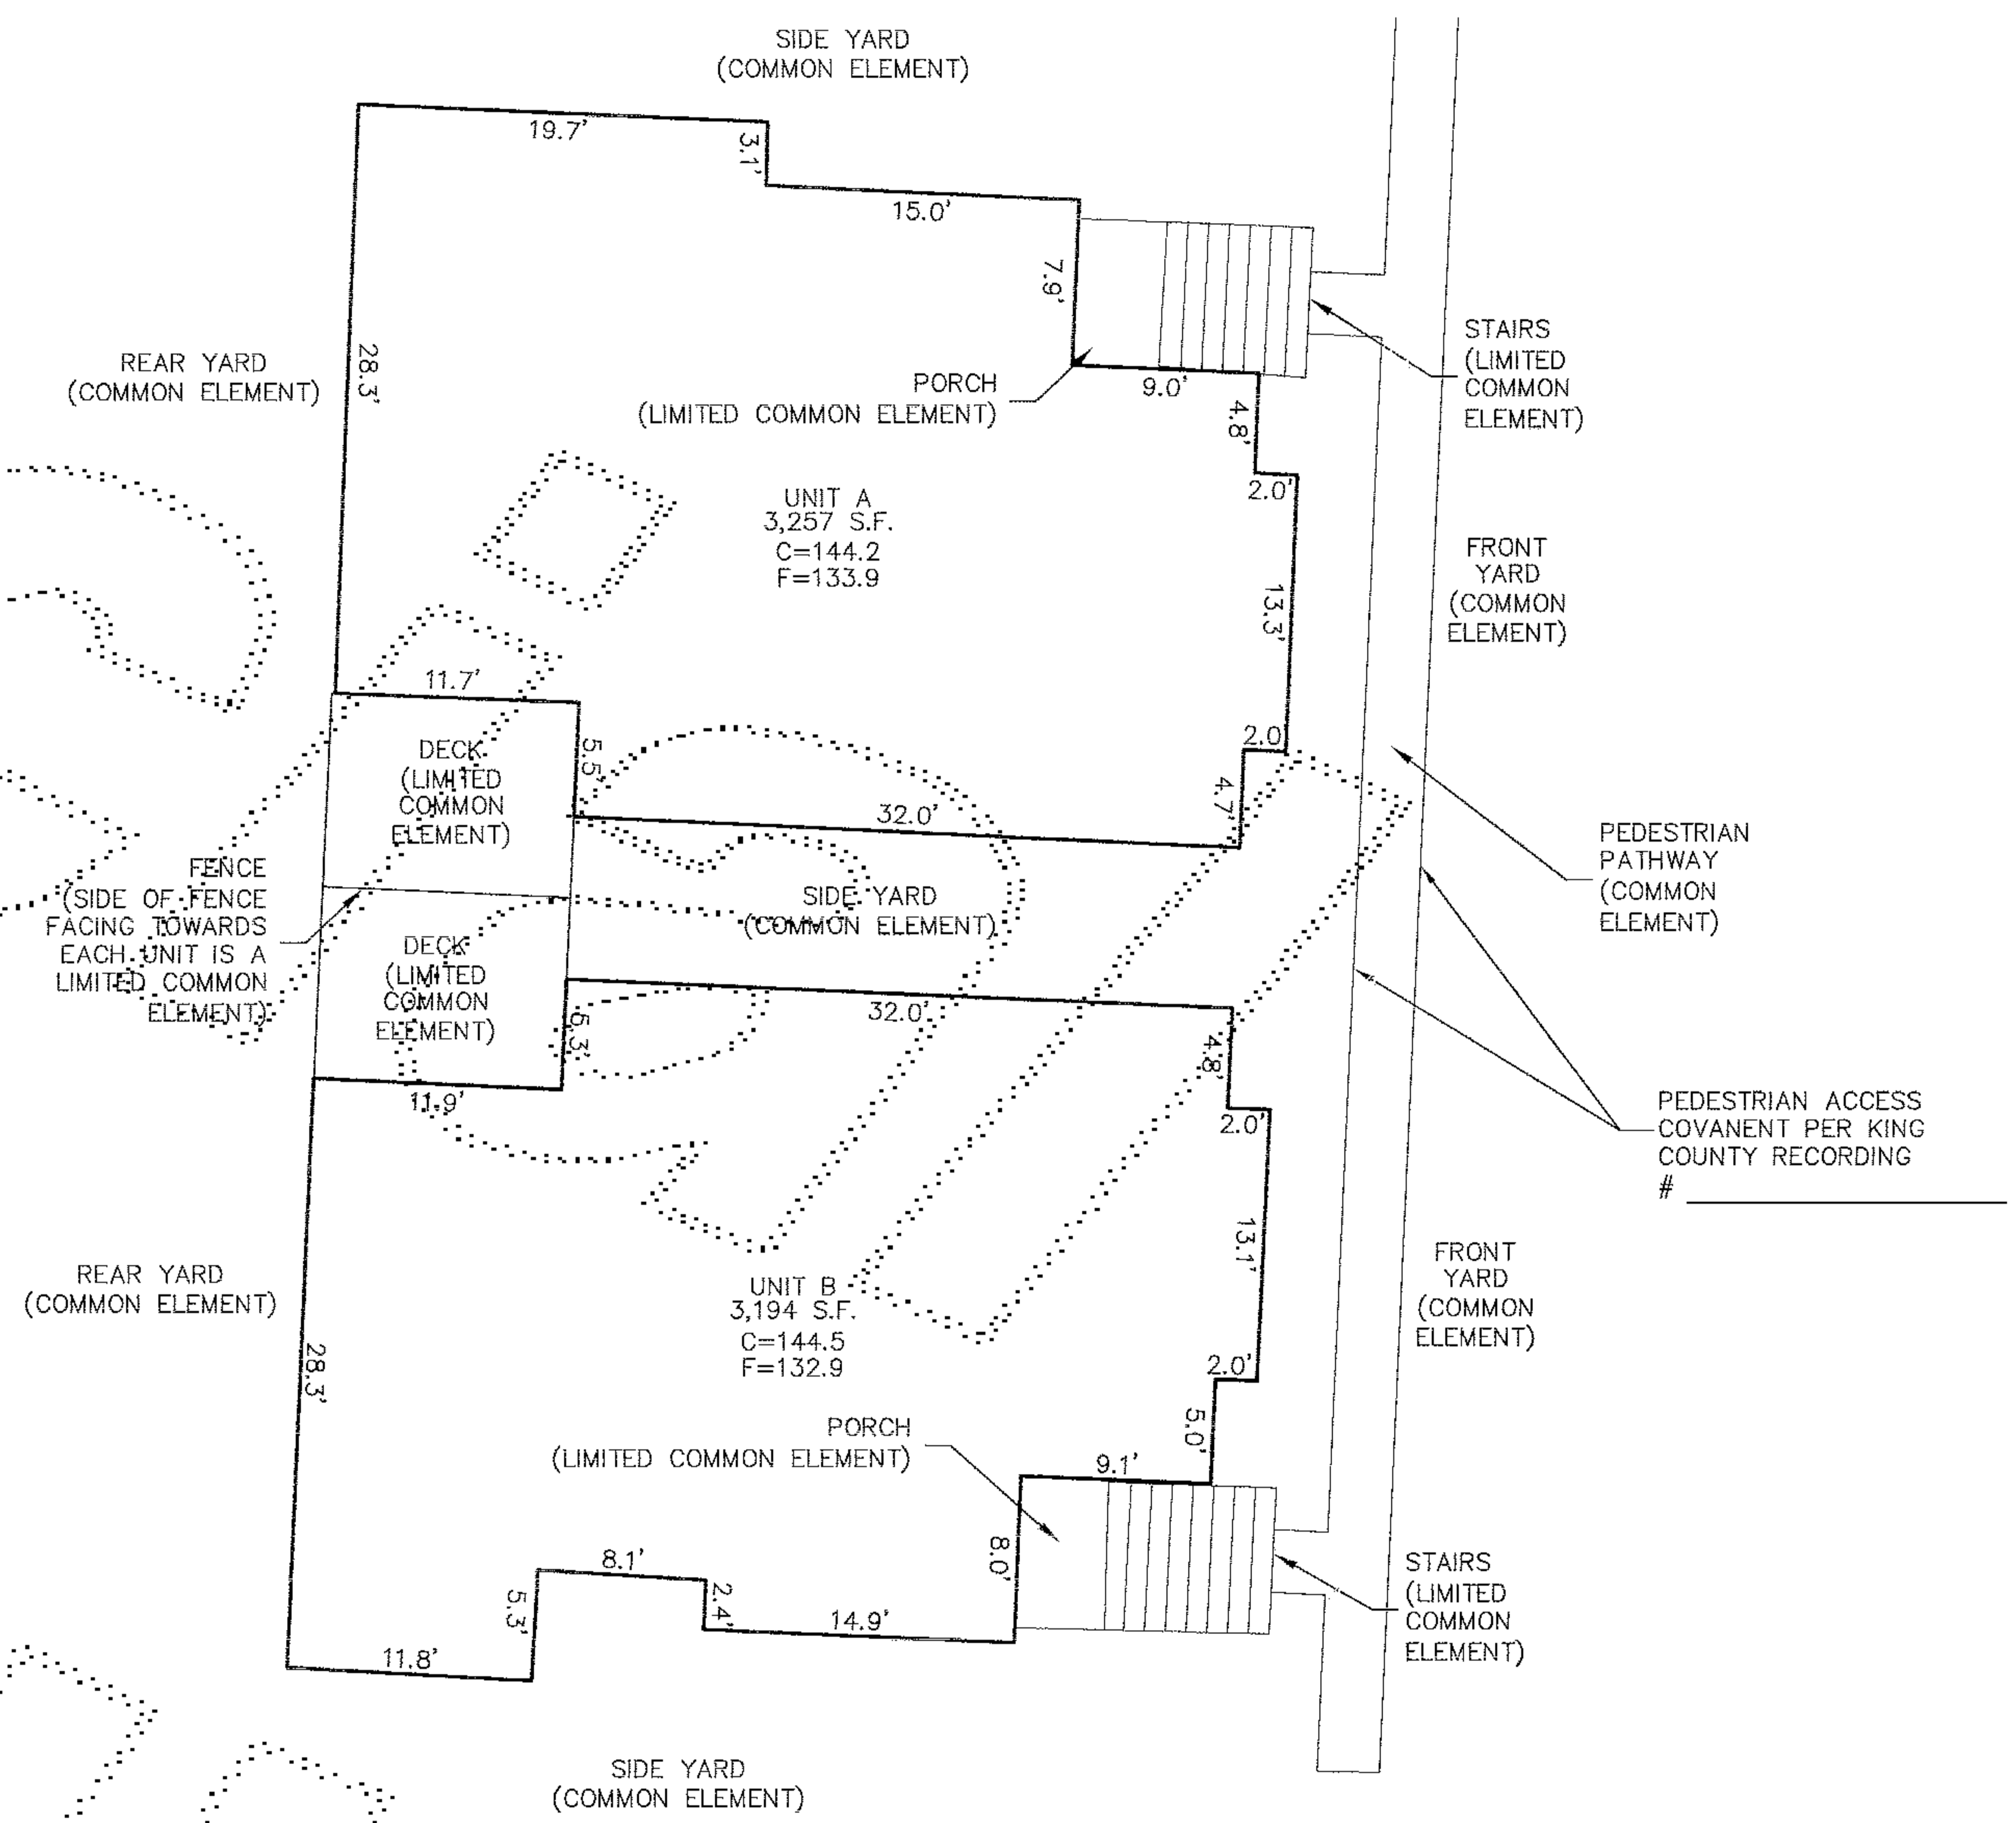 SIDE YARD
(COMMON ELEMENT)
19.7'
3.1'
15.0'
7.9'
28.3'
REAR YARD
(COMMON ELEMENT)
PORCH
(LIMITED COMMON ELEMENT)
9.0'
4.8'
2.0'
STAIRS
(LIMITED
COMMON
ELEMENT)
UNIT A
3,257 S.F.
C=144.2
F=133.9
13.3'
FRONT
YARD
(COMMON
ELEMENT)
11.7'
5.5'
2.0'
4.7'
32.0'
DECK
(LIMITED
COMMON
ELEMENT)
PEDESTRIAN
PATHWAY
(COMMON
ELEMENT)
FENCE
(SIDE OF FENCE
FACING TOWARDS
EACH UNIT IS A
LIMITED COMMON
ELEMENT)
SIDE YARD
(COMMON ELEMENT)
DECK
(LIMITED
COMMON
ELEMENT)
32.0'
4.8'
11.9'
2.0'
PEDESTRIAN ACCESS
COVANENT PER KING
COUNTY RECORDING
#
13.1'
REAR YARD
(COMMON ELEMENT)
UNIT B
3,194 S.F.
C=144.5
F=132.9
FRONT
YARD
(COMMON
ELEMENT)
28.3'
2.0'
5.0'
PORCH
(LIMITED COMMON ELEMENT)
9.1'
8.0'
8.1'
5.3'
2.4'
14.9'
11.8'
STAIRS
(LIMITED
COMMON
ELEMENT)
SIDE YARD
(COMMON ELEMENT)